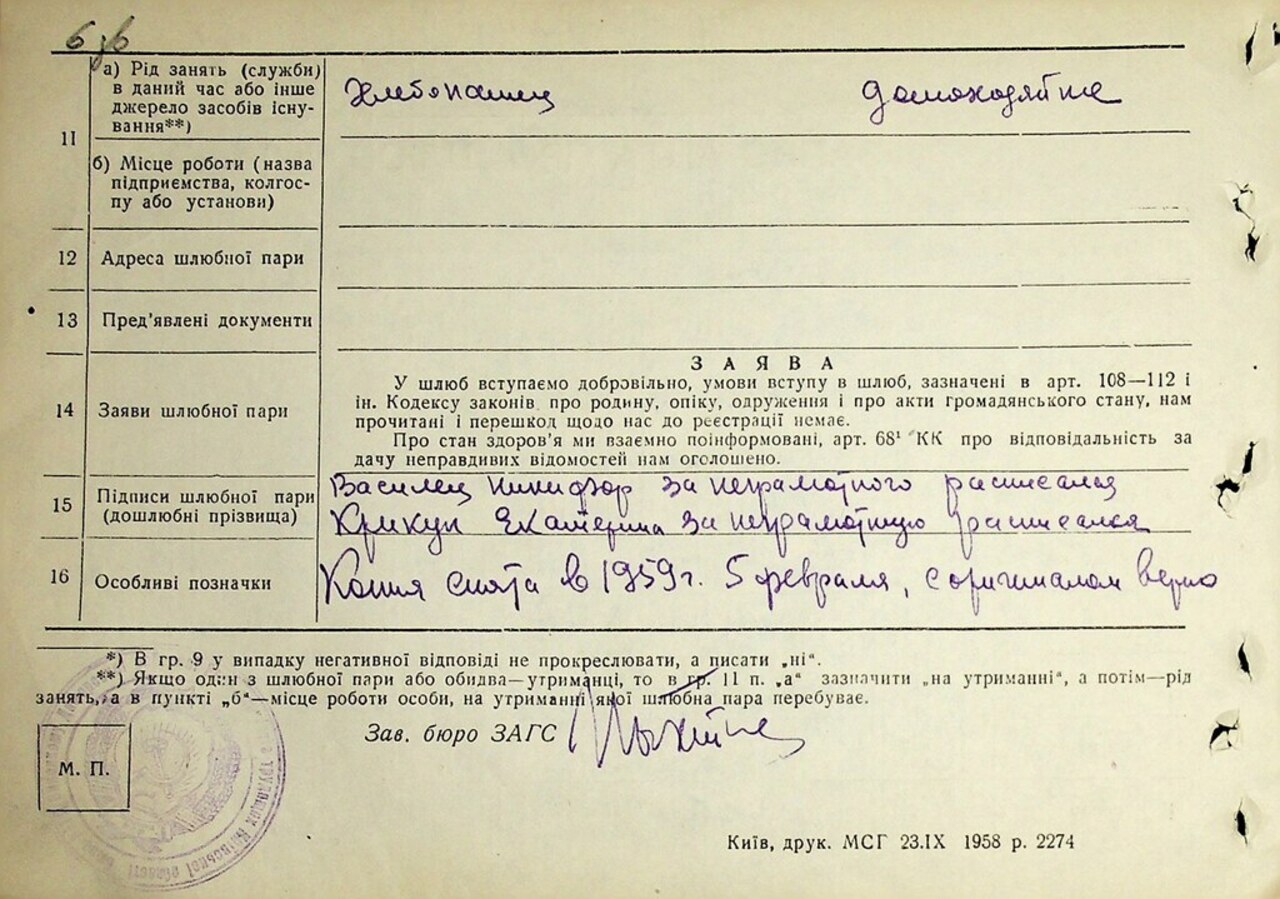 11
а) Рід занять (служби)
в даний час або інше
джерело засобів існу-
вання**)
Хлебопашец
домохозяйка
б) Місце роботи (назва
підприємства, колгос-
пу або установи)
12
Адреса шлюбної пари
13
Пред'явлені документи
14
Заяви шлюбної пари
ЗАЯВА
У шлюб вступаємо добровільно, умови вступу в шлюб, зазначені в арт. 108—112 і
ін. Кодексу законів про родину, опіку, одруження і про акти громадянського стану, нам
прочитані і перешкод щодо нас до реєстрації немає.
Про стан здоров'я ми взаємно поінформовані, арт. 68¹ КК про відповідальність за
дачу неправдивих відомостей нам оголошено.
15
Підписи шлюбної пари
(дошлюбні прізвища)
Василец Никифор за неграмотного расписался
Крикун Екатерина за неграмотную расписался
16
Особливі позначки
Копия снята в 1959 г. 5 февраля, с оригиналом верно
*) В гр. 9 у випадку негативної відповіді не прокреслювати, а писати „ні“.
**) Якщо один з шлюбної пари або обидва—утриманці, то в гр. 11 п. „а“ зазначити „на утриманні“, а потім—рід
занять, а в пункті „б“—місце роботи особи, на утриманні якої шлюбна пара перебуває.
Зав. бюро ЗАГС
М. П.
Київ, друк. МСГ 23.IX 1958 р. 2274